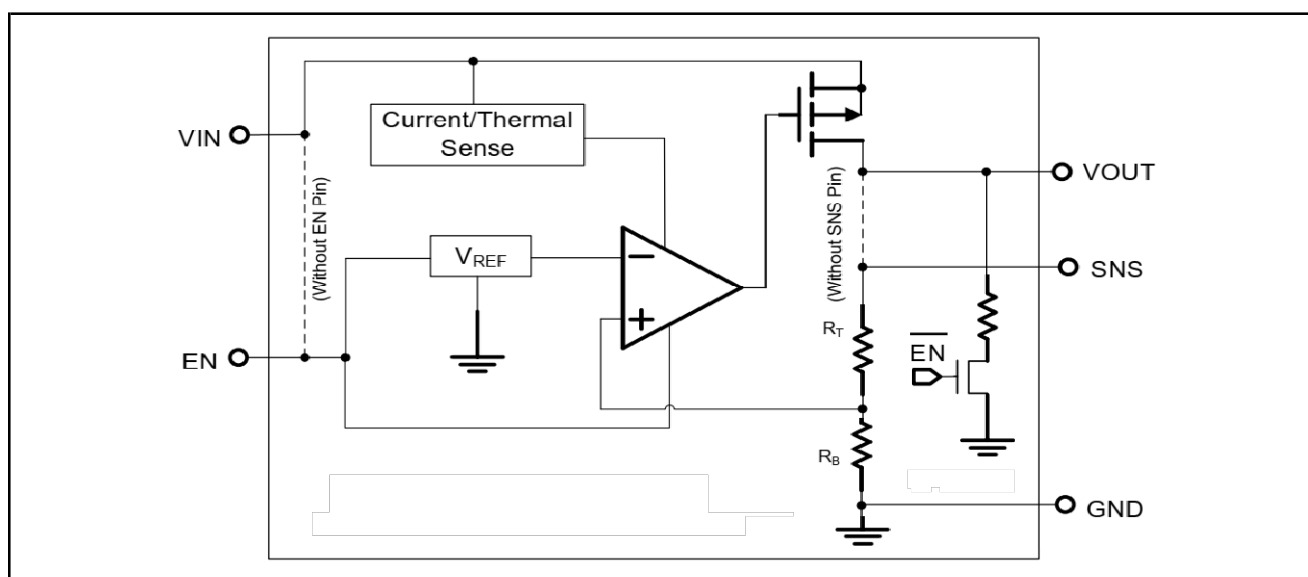 Current/Thermal
Sense
VIN
(Without EN Pin)
(Without SNS Pin)
VOUT
VREF
−
+
SNS
RT
EN
EN
RB
GND